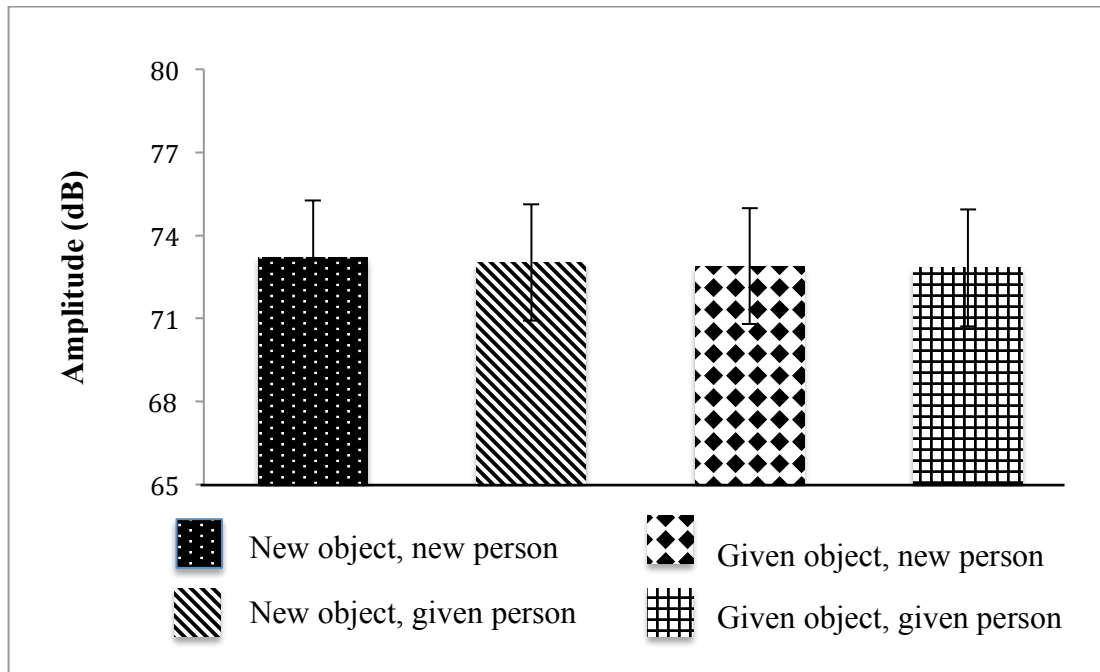 80
77
74
71
68
65
Amplitude (dB)
New object, new person
Given object, new person
New object, given person
Given object, given person